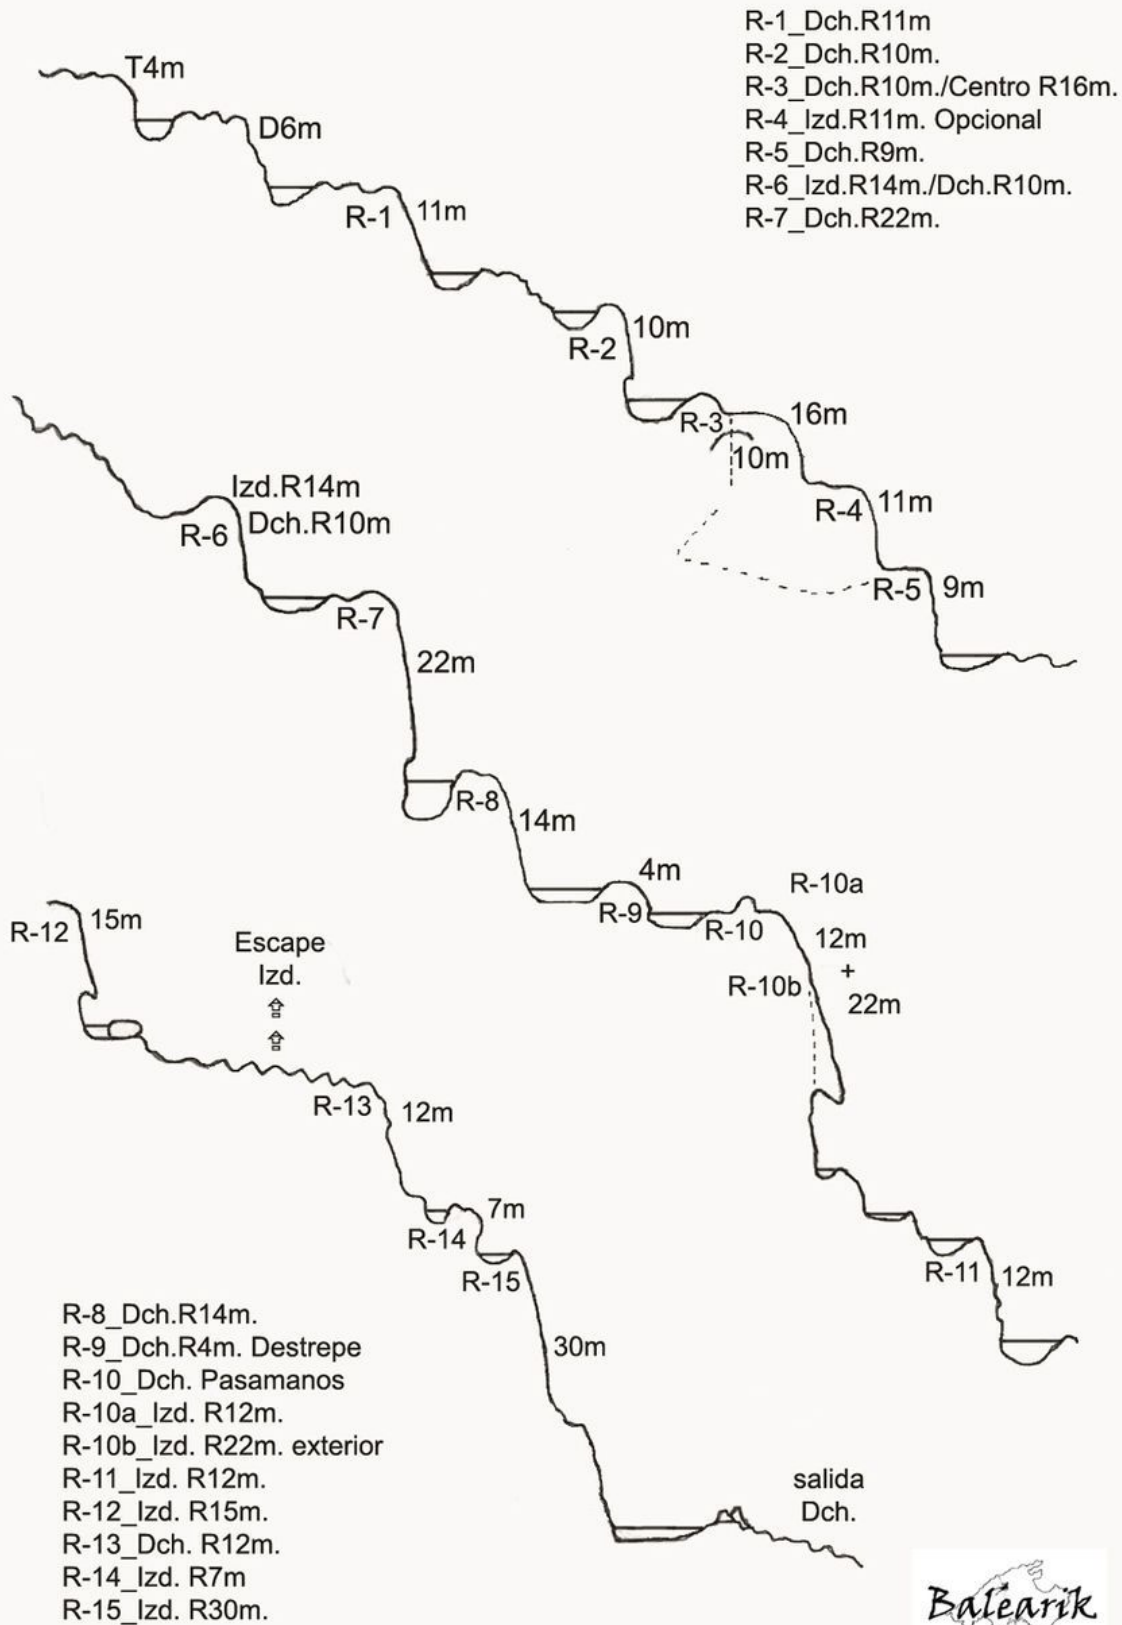 R-1_Dch.R11m
R-2_Dch.R10m.
R-3_Dch.R10m./Centro R16m.
R-4_Izd.R11m. Opcional
R-5_Dch.R9m.
R-6_Izd.R14m./Dch.R10m.
R-7_Dch.R22m.
T4m
D6m
R-1 11m
R-2 10m
R-3 16m
10m
R-4 11m
R-5 9m
Izd.R14m
R-6 Dch.R10m
R-7
22m
R-8 14m
4m
R-9
R-10
R-10a
12m
+
R-10b 22m
R-11 12m
R-12 15m
Escape
Izd.
R-13 12m
R-14 7m
R-15
30m
salida
Dch.
R-8_Dch.R14m.
R-9_Dch.R4m. Destrepe
R-10_Dch. Pasamanos
R-10a_Izd. R12m.
R-10b_Izd. R22m. exterior
R-11_Izd. R12m.
R-12_Izd. R15m.
R-13_Dch. R12m.
R-14_Izd. R7m
R-15_Izd. R30m.
Baléarik